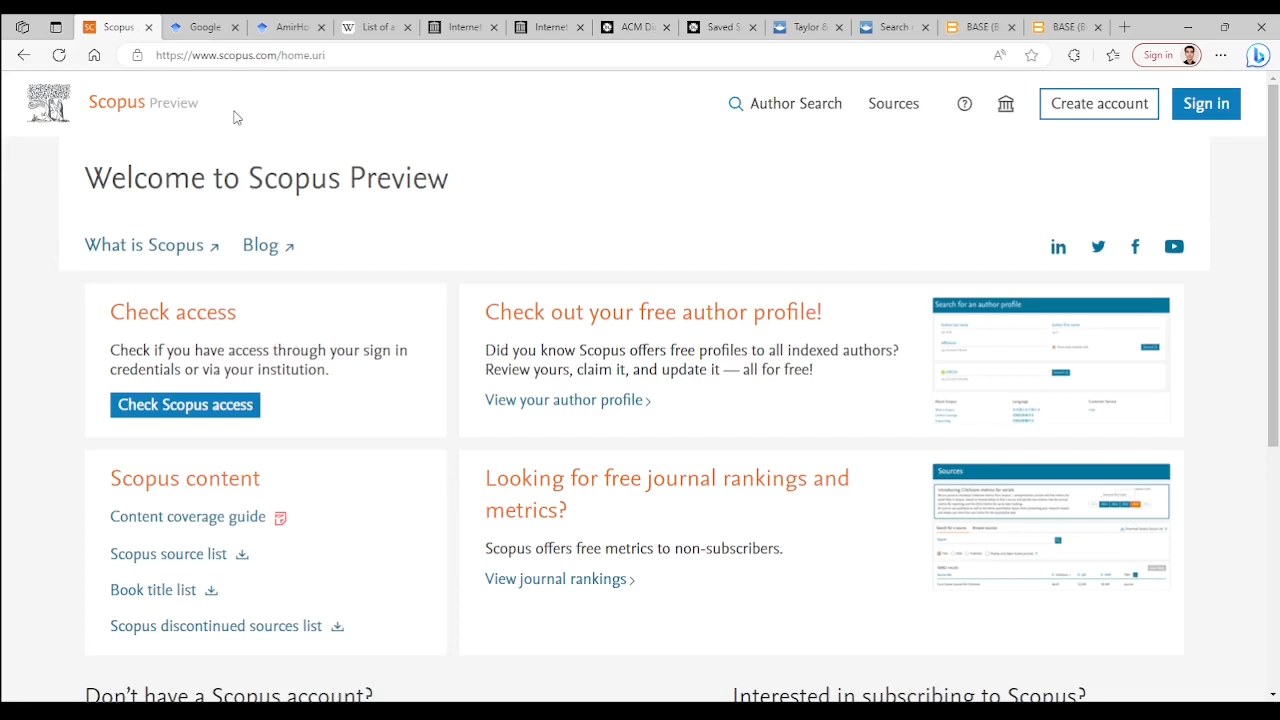 Scopus
Google
AmirHo
List of a
Internet
Internet
ACM D
Saved S
Taylor &
Search r
BASE (B
BASE (B
https://www.scopus.com/home.uri
Sign in
Scopus Preview
Author Search
Sources
Create account
Sign in
Welcome to Scopus Preview
What is Scopus
Blog
Check access
Check if you have access through your sign in
credentials or via your institution.
Check Scopus access
Check out your free author profile!
Did you know Scopus offers free profiles to all indexed authors?
Review yours, claim it, and update it — all for free!
View your author profile
Search for an author profile
Scopus content
Content coverage guide
Scopus source list
Book title list
Scopus discontinued sources list
Looking for free journal rankings and
metrics?
Scopus offers free metrics to non-subscribers.
View journal rankings
Sources
Introducing CiteScore metrics for serials
Don't have a Scopus account?
Interested in subscribing to Scopus?